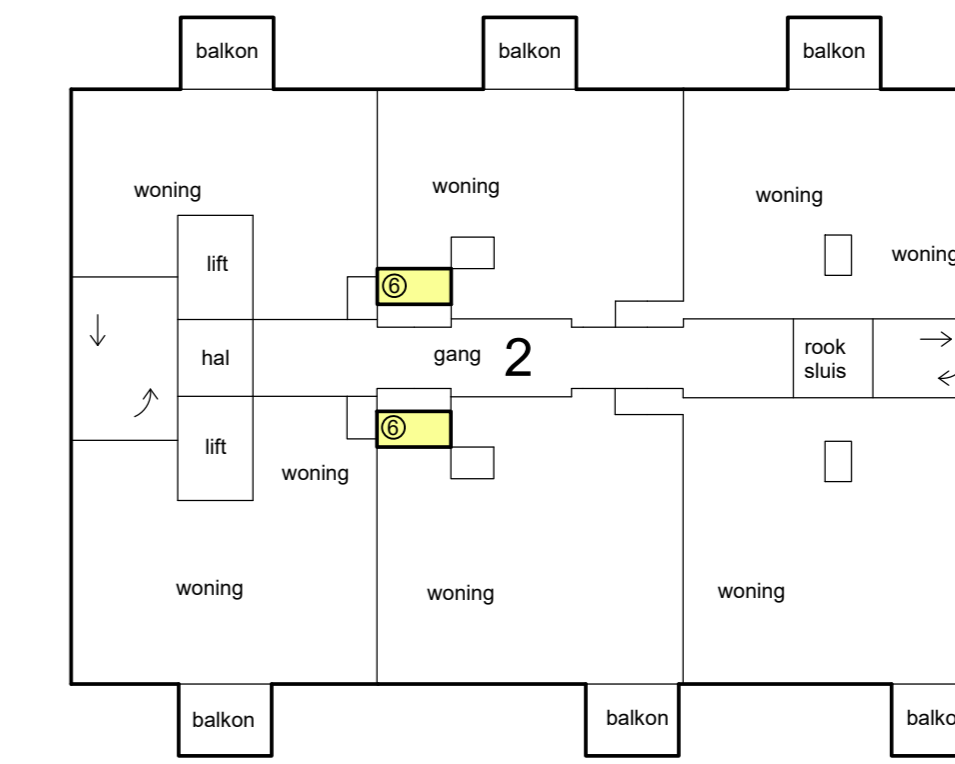 balkon
balkon
balkon
woning
woning
woning
woning
lift
⑥
hal
gang
2
rook
sluis
⑥
lift
woning
woning
woning
woning
balkon
balkon
balko